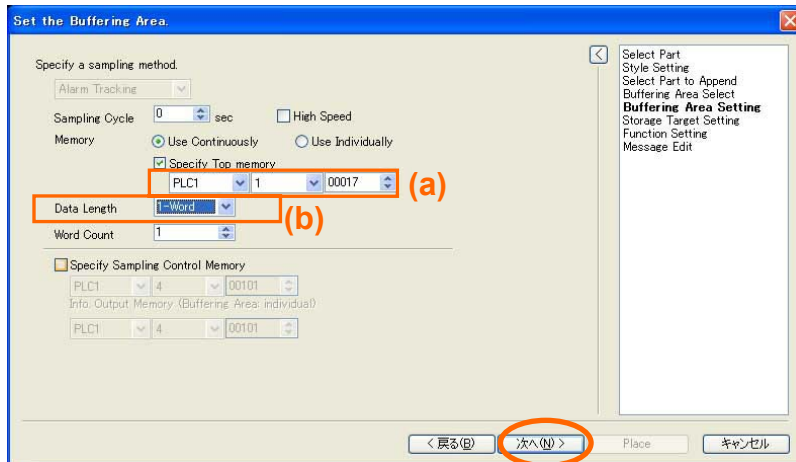 Set the Buffering Area.
Specify a sampling method.
Alarm Tracking
Sampling Cycle 0 sec High Speed
Memory Use Continuously Use Individually
Specify Top memory
PLC1 1 00017 (a)
Data Length 1-Word (b)
Word Count 1
Specify Sampling Control Memory
PLC1 4 00101
Info. Output Memory (Buffering Area: individual)
PLC1 4 00101
<
Select Part
Style Setting
Select Part to Append
Buffering Area Select
Buffering Area Setting
Storage Target Setting
Function Setting
Message Edit
< 戻る(B) 次へ(N) > Place キャンセル